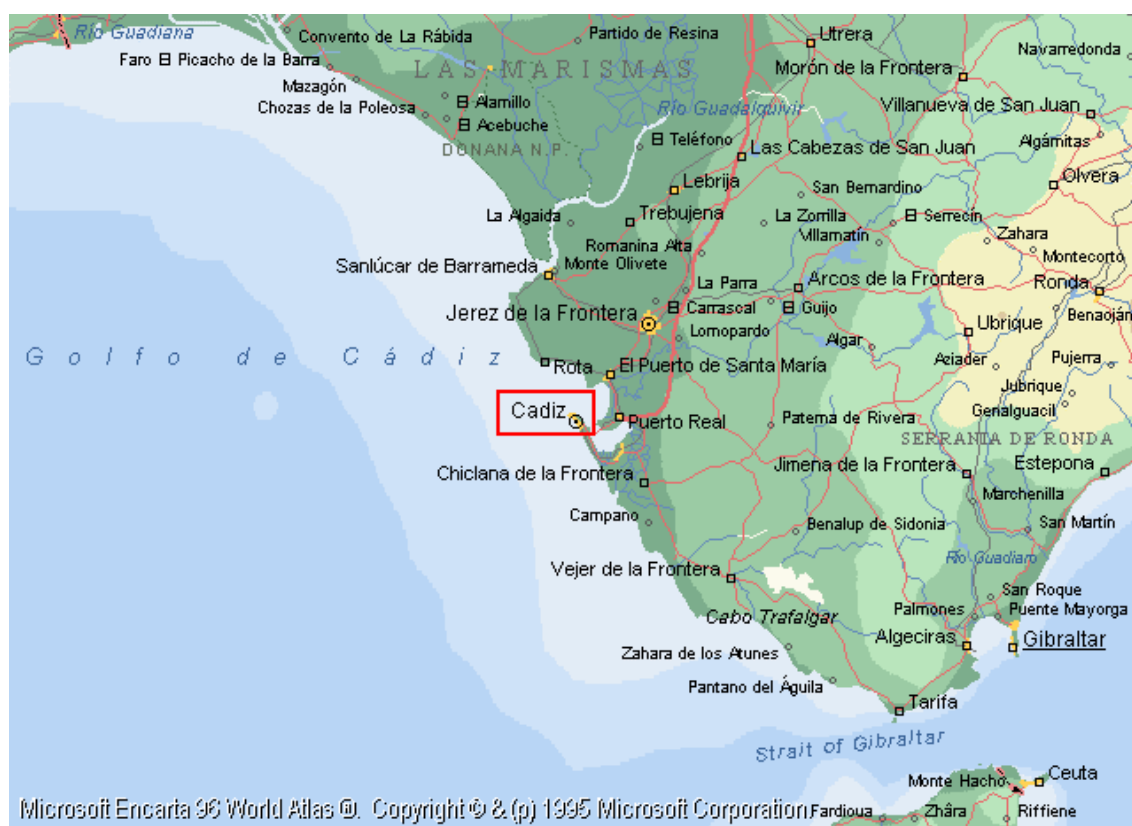 Río Guadiana
Convento de La Rábida
Partido de Resina
Utrera
Navarredonda
Faro
Picacho de la Barra
LAS MARISMAS
Morón de la Frontera
Mazagón
Chozas de la Poleosa
Alamillo
Río Guadalquivir
Villanueva de San Juan
Acebuche
Teléfono
Algámitas
DONANA N.P.
Las Cabezas de San Juan
Olvera
Lebrija
San Bernardino
La Algaida
Trebujena
La Zorrilla
Serrecín
Villamatín
Zahara
Romanina Alta
Montecorto
Sanlúcar de Barrameda
Monte Olivete
La Parra
Arcos de la Frontera
Ronda
Jerez de la Frontera
Carrascal
Guijo
Benaoján
Lomopardo
Ubrique
Algar
Golfo de Cádiz
Rota
El Puerto de Santa María
Aziader
Pujerra
Jubrique
Cadiz
Genalguacil
Puerto Real
Paterna de Rivera
SERRANIA DE RONDA
Chiclana de la Frontera
Jimena de la Frontera
Estepona
Marchenilla
Campano
Benalup de Sidonia
San Martín
Vejer de la Frontera
Río Guadiaro
San Roque
Cabo Trafalgar
Palmones
Puente Mayorga
Algeciras
Gibraltar
Zahara de los Atunes
Pantano del Águila
Tarifa
Strait of Gibraltar
Monte Hacho
Ceuta
Microsoft Encarta 96 World Atlas ®. Copyright © & (p) 1995 Microsoft Corporation.
Fardioua
Zhâra
Riffiene